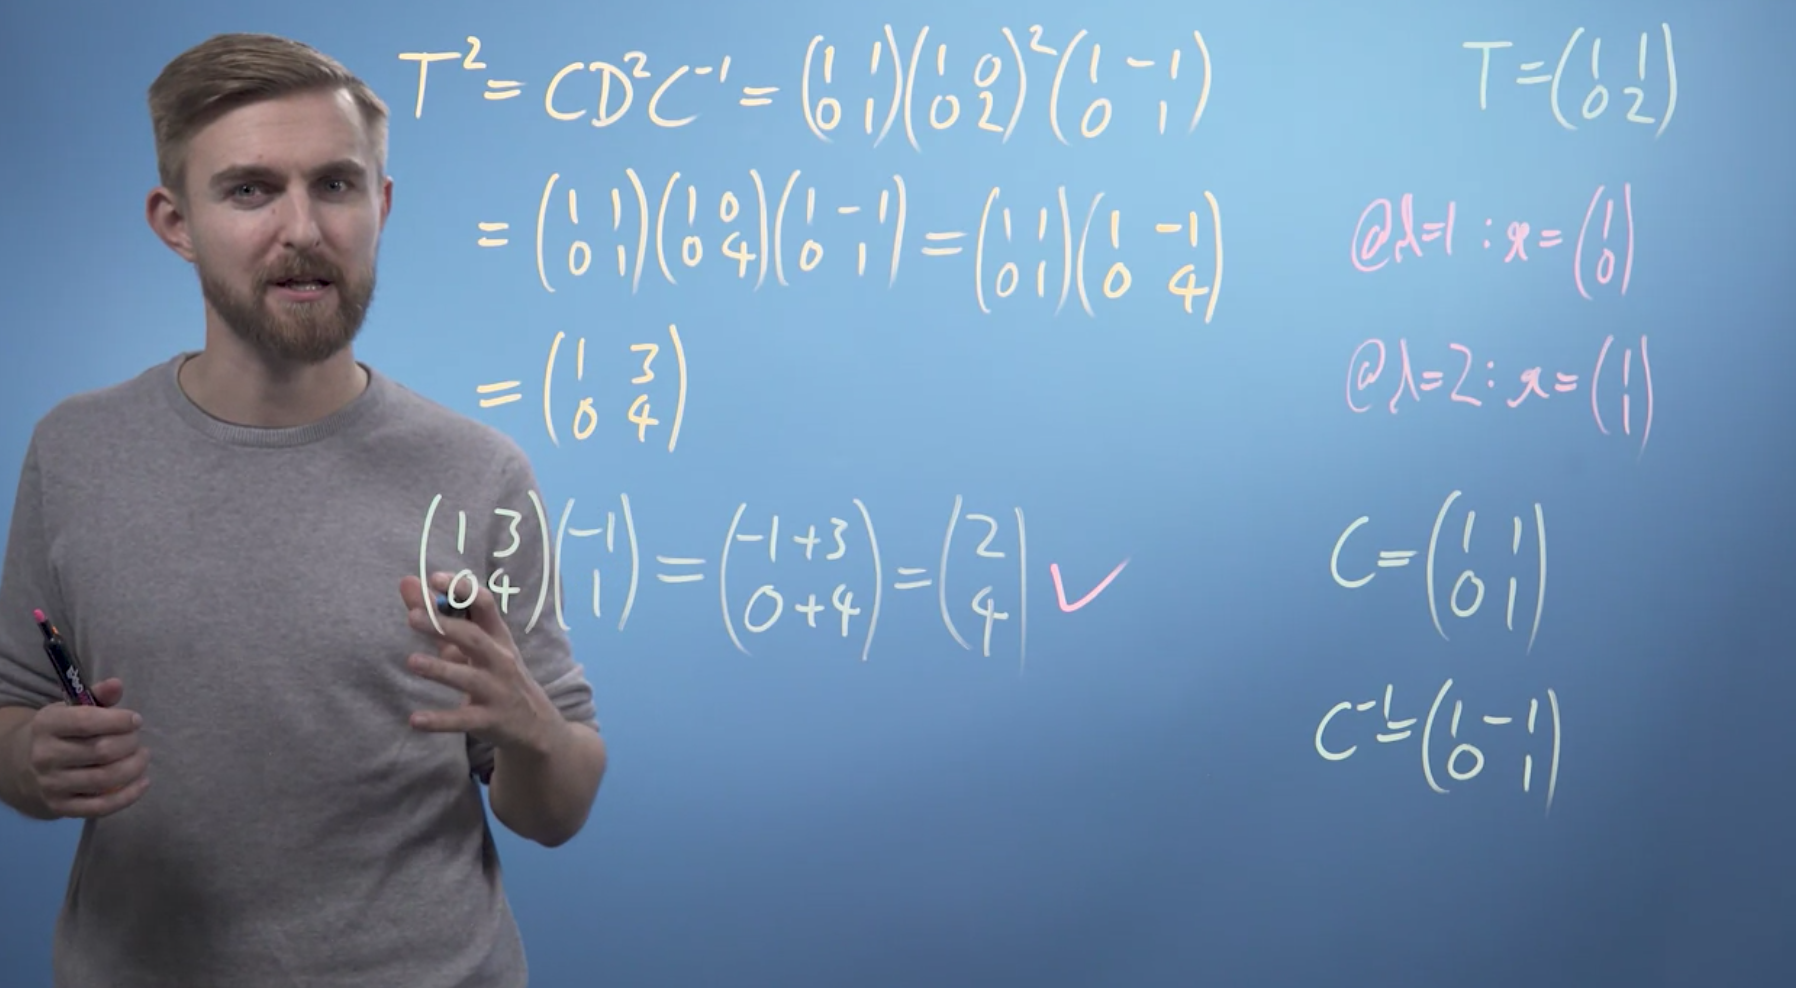 T² = CD²C⁻¹ = (1 1; 0 1)(1 0; 0 2)²(1 -1; 0 1)
= (1 1; 0 1)(1 0; 0 4)(1 -1; 0 1) = (1 1; 0 1)(1 -1; 0 4)
= (1 3; 0 4)
(1 3; 0 4)(-1; 1) = (-1+3; 0+4) = (2; 4) ✓
T = (1 1; 0 2)
@λ=1 : x = (1; 0)
@λ=2 : x = (1; 1)
C = (1 1; 0 1)
C⁻¹ = (1 -1; 0 1)